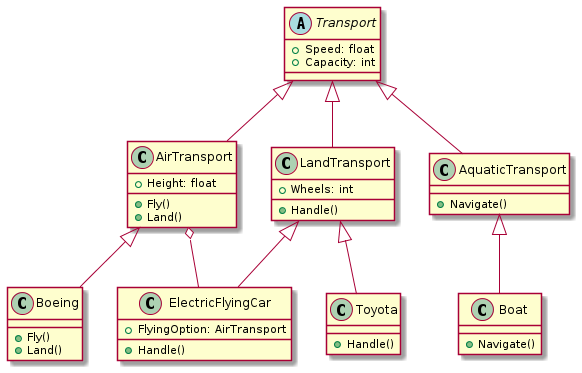 A Transport
Speed: float
Capacity: int
C AirTransport
Height: float
Fly()
Land()
C LandTransport
Wheels: int
Handle()
C AquaticTransport
Navigate()
C Boeing
Fly()
Land()
C ElectricFlyingCar
FlyingOption: AirTransport
Handle()
C Toyota
Handle()
C Boat
Navigate()